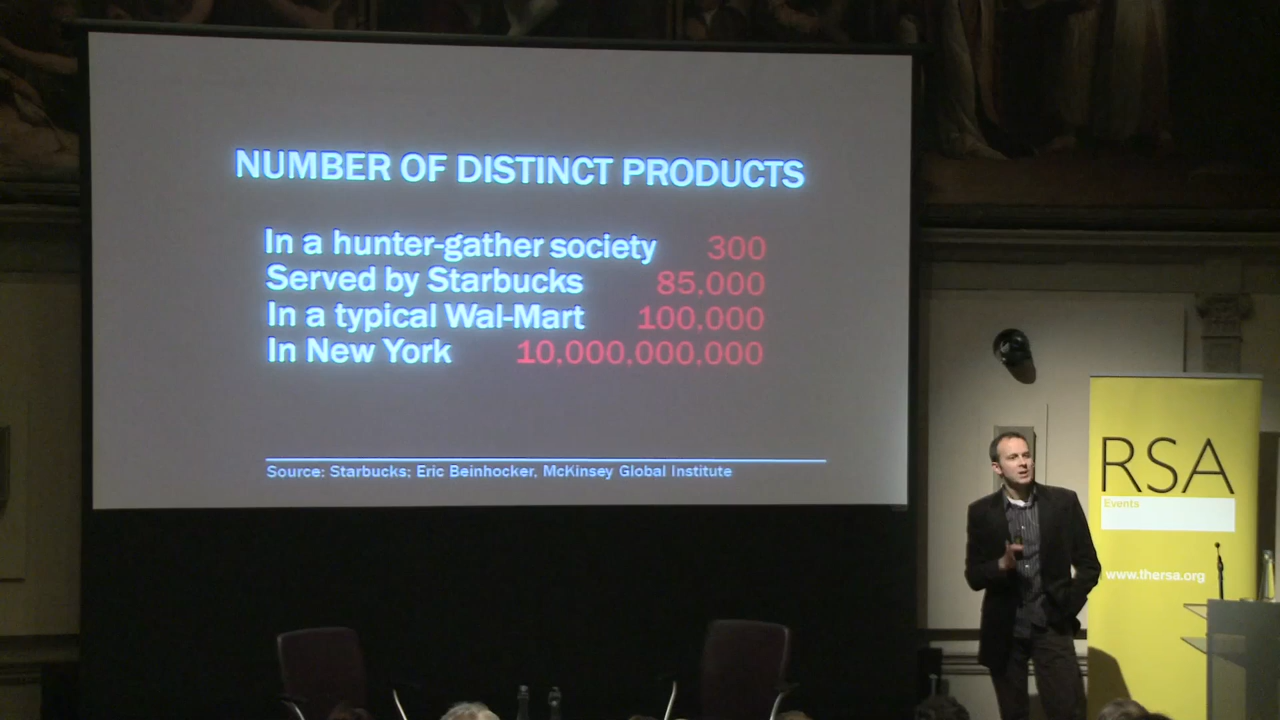 NUMBER OF DISTINCT PRODUCTS
In a hunter-gather society 300
Served by Starbucks 85,000
In a typical Wal-Mart 100,000
In New York 10,000,000,000
Source: Starbucks; Eric Beinhocker, McKinsey Global Institute
RSA
Events
www.thersa.org